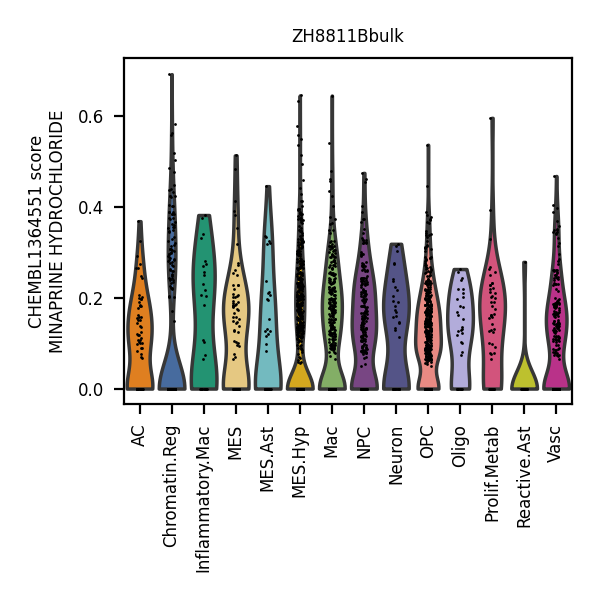 ZH8811Bbulk
CHEMBL1364551 score
MINAPRINE HYDROCHLORIDE
0.6
0.4
0.2
0.0
AC
Chromatin.Reg
Inflammatory.Mac
MES
MES.Ast
MES.Hyp
Mac
NPC
Neuron
OPC
Oligo
Prolif.Metab
Reactive.Ast
Vasc